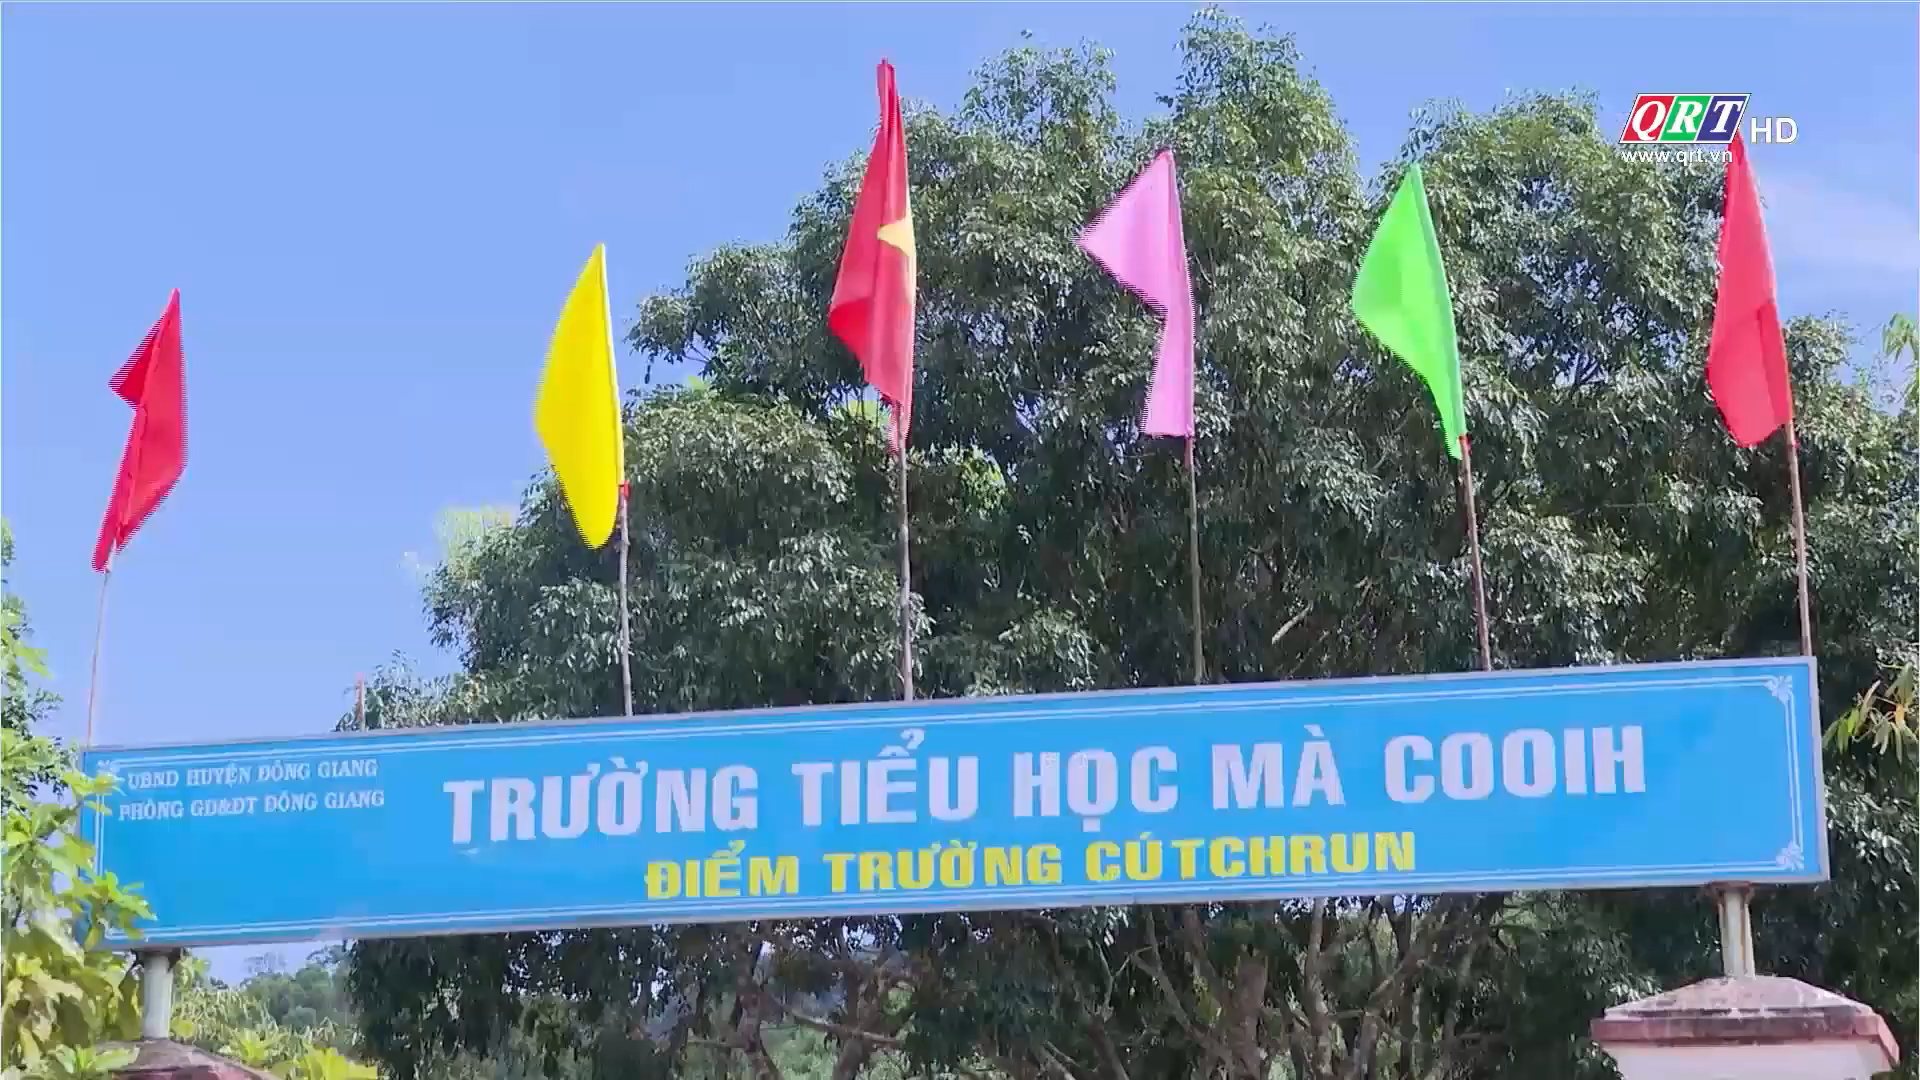 QRT HD
www.qrt.vn
UBND HUYỆN ĐÔNG GIANG
PHÒNG GD&ĐT ĐÔNG GIANG
TRƯỜNG TIỂU HỌC MÀ COOIH
ĐIỂM TRƯỜNG CÚTCHRUN